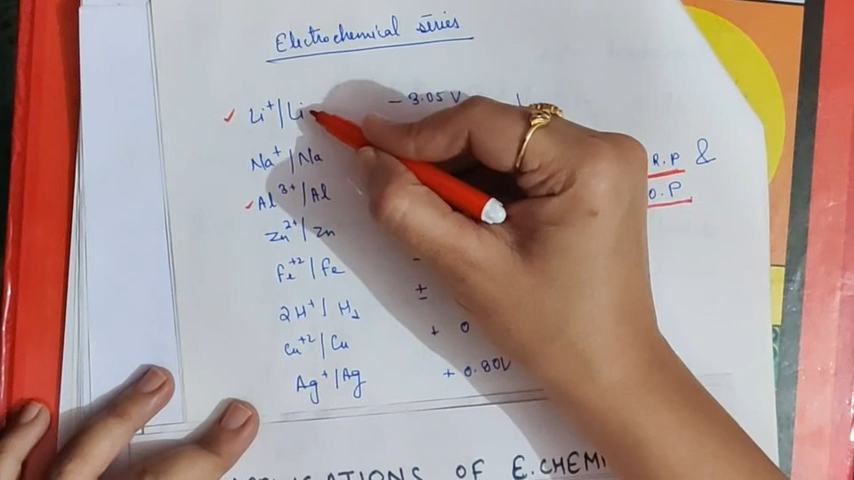 Electrochemical series
Li⁺/Li - 3.05 V
R.P &
Na⁺/Na
O.P
Al³⁺/Al
Zn²⁺/Zn
Fe⁺²/Fe -
2H⁺/H₂ ±
Cu⁺²/Cu + 0
Ag⁺/Ag + 0.80V
OF E.CHEMI